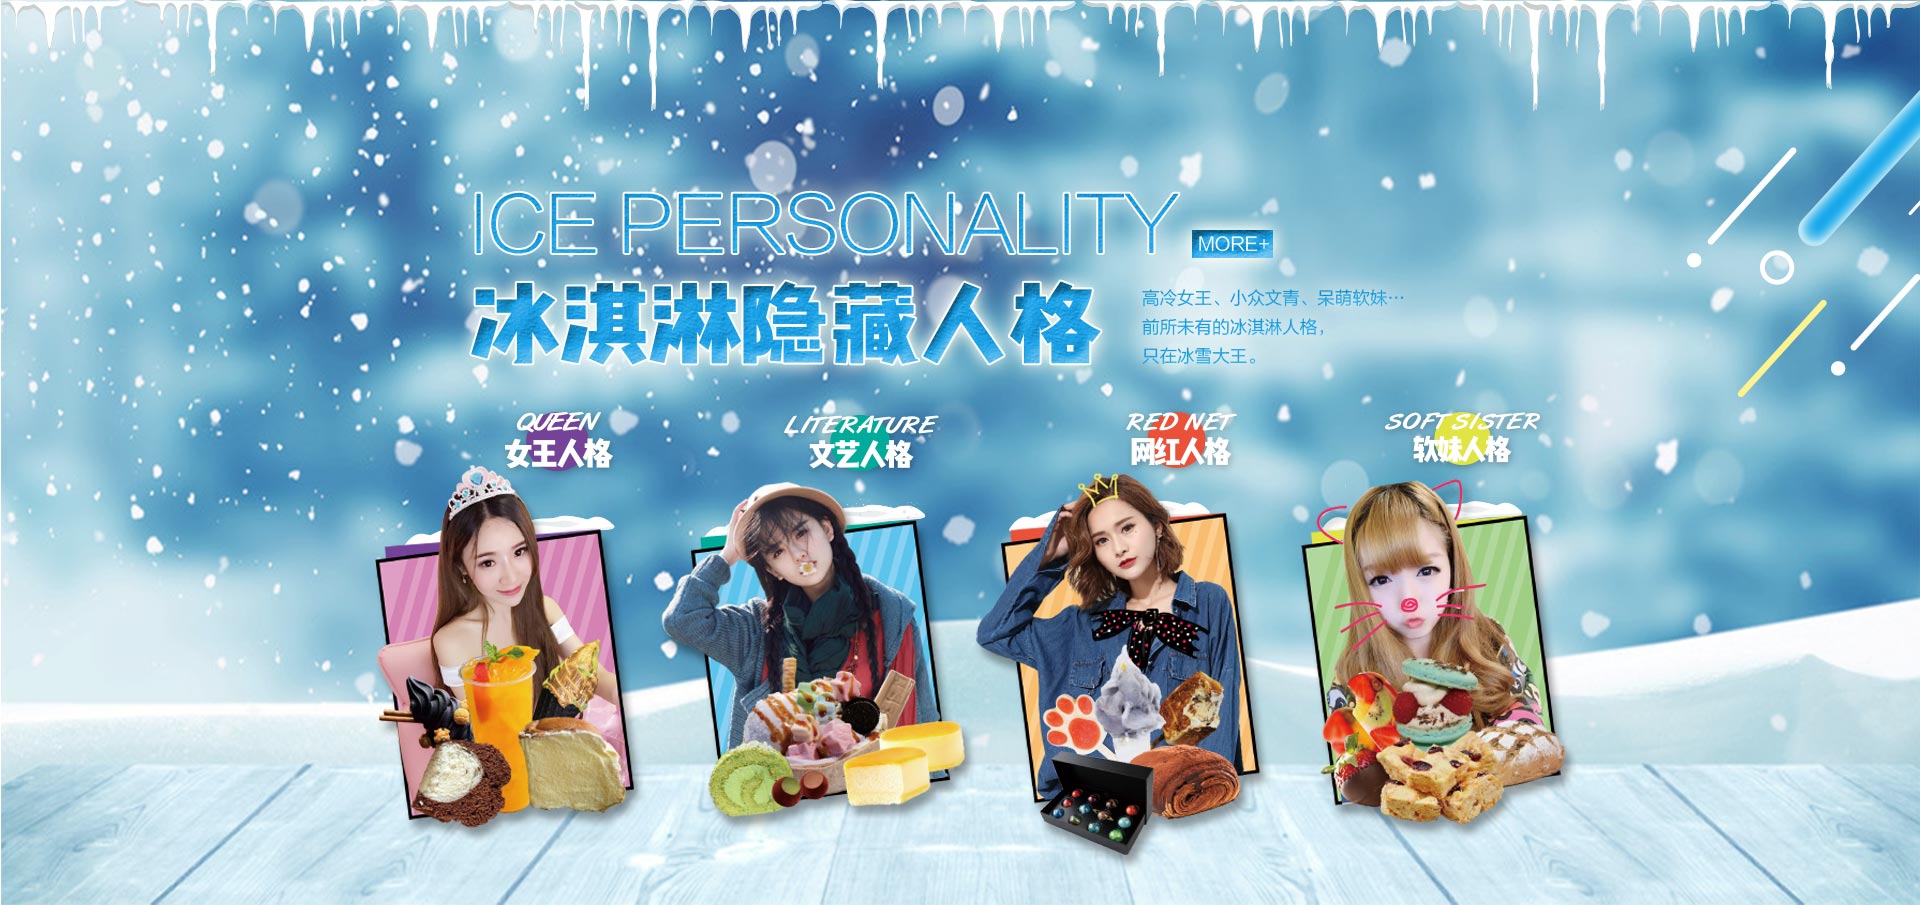 ICE PERSONALITY
MORE+
冰淇淋隐藏人格
高冷女王、小众文青、呆萌软妹…
前所未有的冰淇淋人格，
只在冰雪大王。
QUEEN
女王人格
LITERATURE
文艺人格
RED NET
网红人格
SOFT SISTER
软妹人格